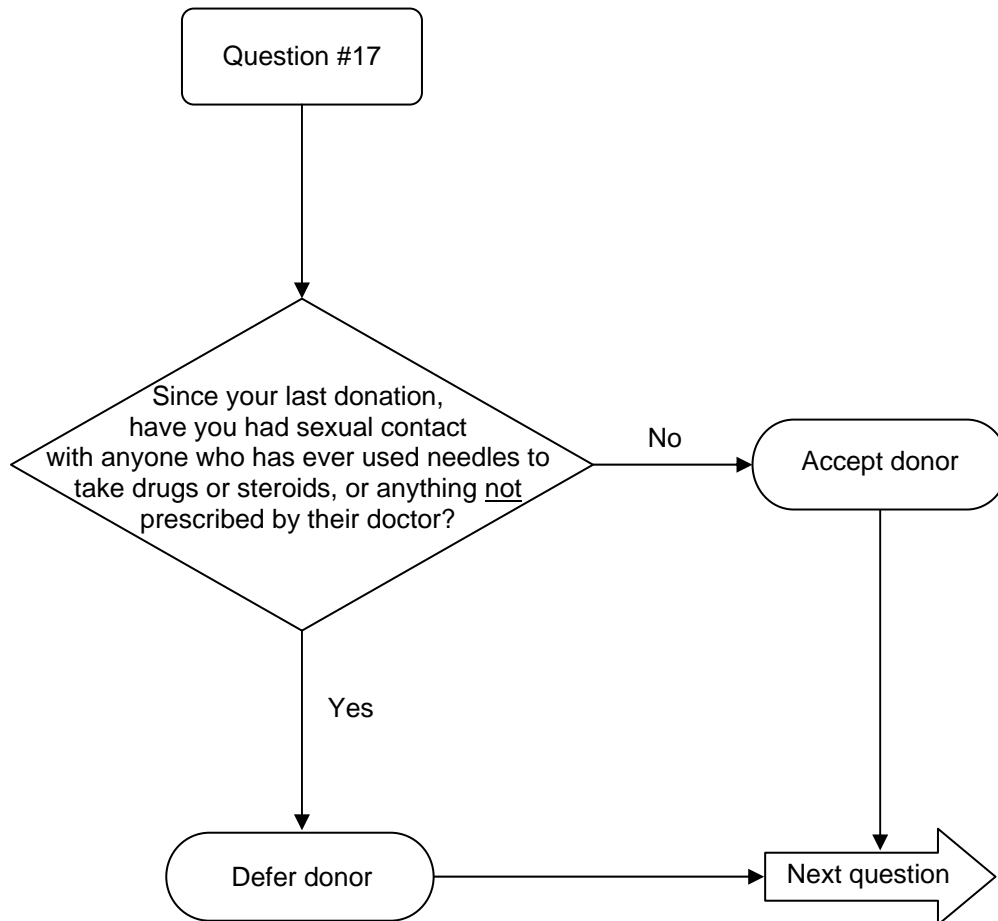 Question #17
Since your last donation,
have you had sexual contact
with anyone who has ever used needles to
take drugs or steroids, or anything not
prescribed by their doctor?
No
Accept donor
Yes
Defer donor
Next question